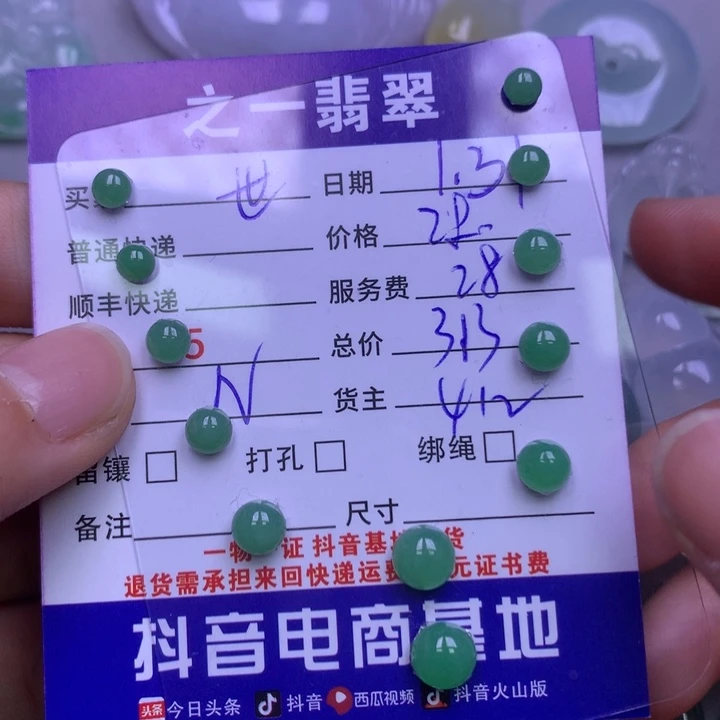 之一翡翠
买 世 日期 1.31
普通快递 价格
顺丰快递 服务费 28
5 总价 313
N 货主 412
留镶 打孔 绑绳
备注 尺寸
一物 证 抖音基地 货
退货需承担来回快递运费 元证书费
抖音电商基地
头条 今日头条 抖音 西瓜视频 抖音火山版